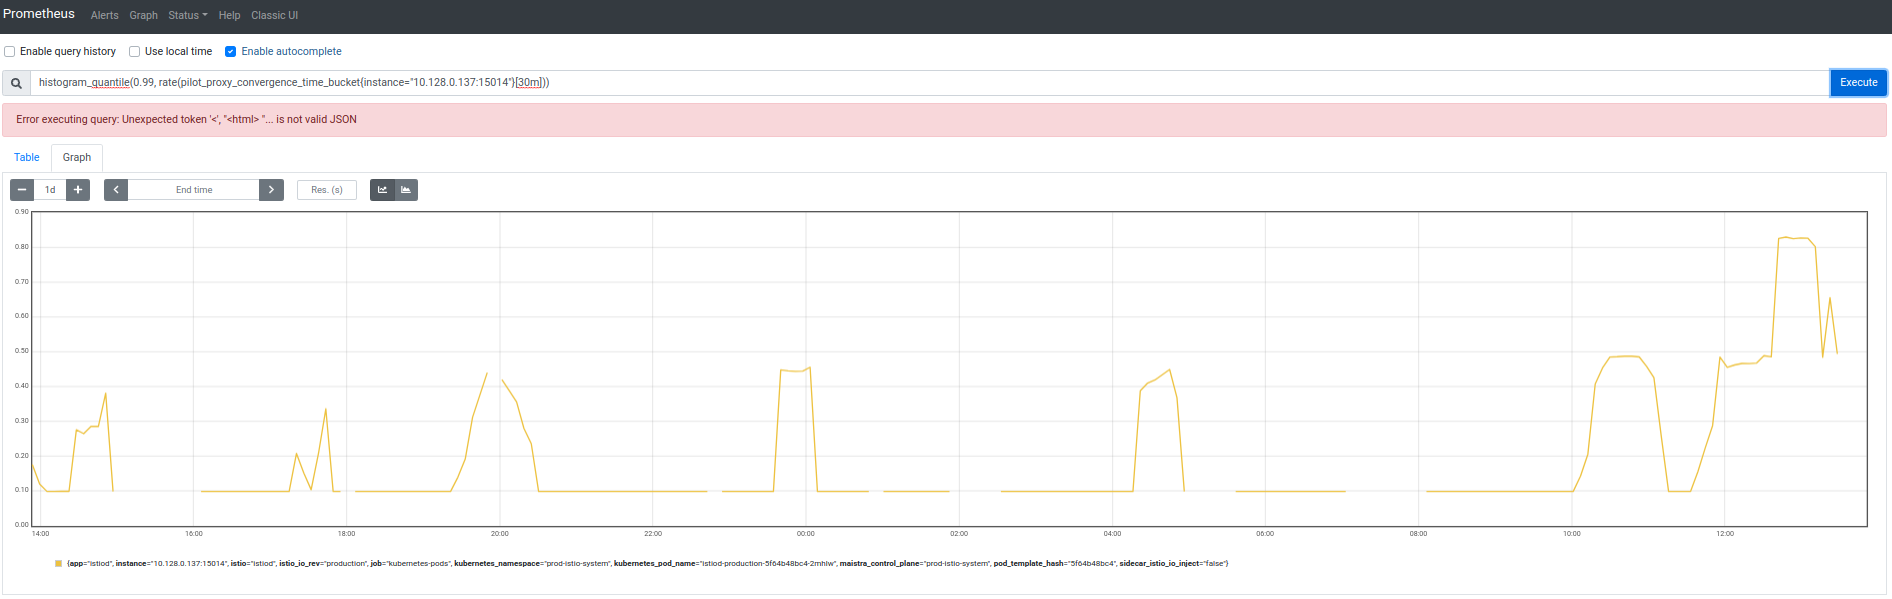 Prometheus Alerts Graph Status Help Classic UI
Enable query history Use local time Enable autocomplete
histogram_quantile(0.99, rate(pilot_proxy_convergence_time_bucket{instance="10.128.0.137:15014"}[30m]))
Execute
Error executing query: Unexpected token '<', "<html> "... is not valid JSON
Table Graph
1d End time Res. (s)
0.90
0.80
0.70
0.60
0.50
0.40
0.30
0.20
0.10
0.00
14:00 16:00 18:00 20:00 22:00 00:00 02:00 04:00 06:00 08:00 10:00 12:00
{app="istiod", instance="10.128.0.137:15014", istio="istiod", istio_io_rev="production", job="kubernetes-pods", kubernetes_namespace="prod-istio-system", kubernetes_pod_name="istiod-production-5f64b48bc4-2mhlw", maistra_control_plane="prod-istio-system", pod_template_hash="5f64b48bc4", sidecar_istio_io_inject="false"}